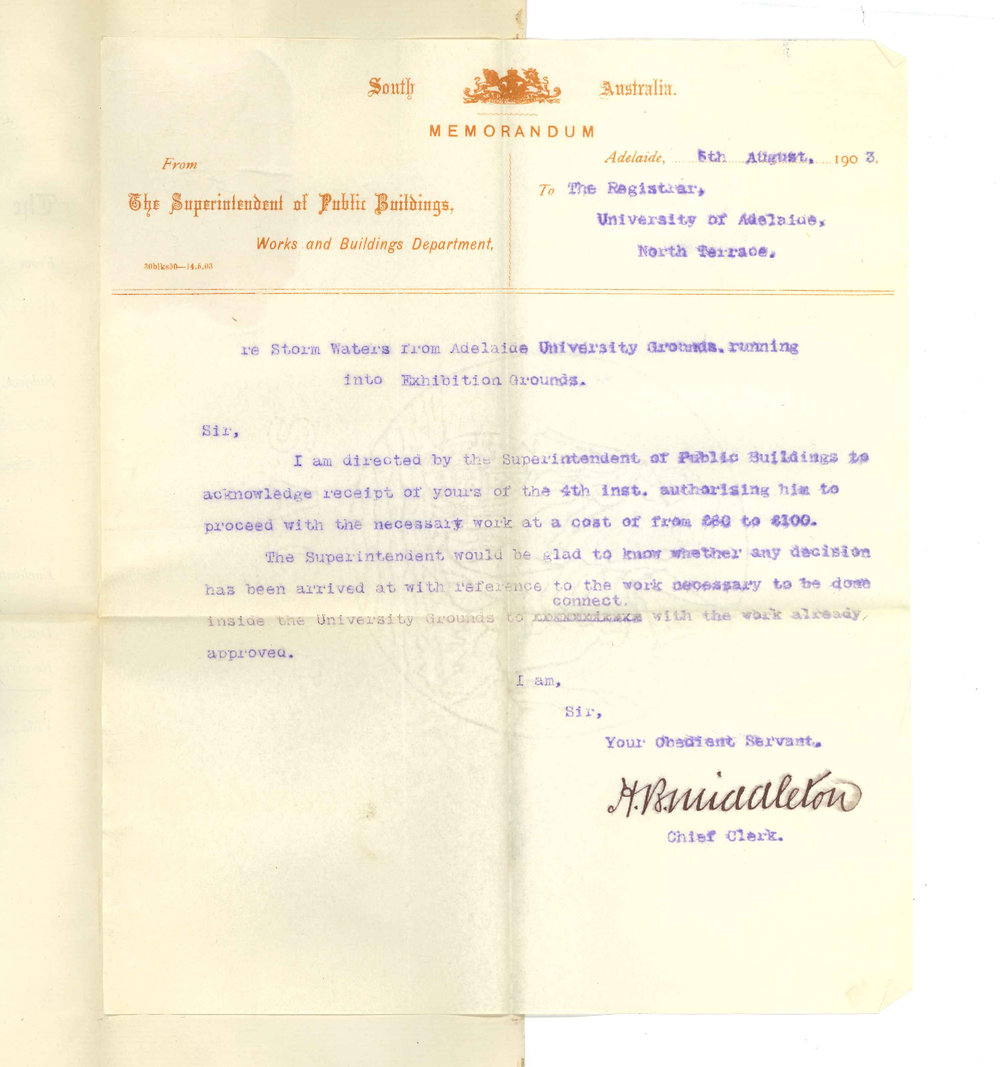 South Australia.
MEMORANDUM
Adelaide, 5th August, 1903.
From
The Superintendent of Public Buildings,
Works and Buildings Department,
30blks50—14.5.03
To The Registrar,
University of Adelaide,
North Terrace.
re Storm Waters from Adelaide University Grounds, running
into Exhibition Grounds.
Sir,
I am directed by the Superintendent of Public Buildings to
acknowledge receipt of yours of the 4th inst. authorising him to
proceed with the necessary work at a cost of from £80 to £100.
The Superintendent would be glad to know whether any decision
has been arrived at with reference to the work necessary to be done
connect.
inside the University Grounds to with the work already,
approved.
I am,
Sir,
Your Obedient Servant,
H.B.Middleton
Chief Clerk.